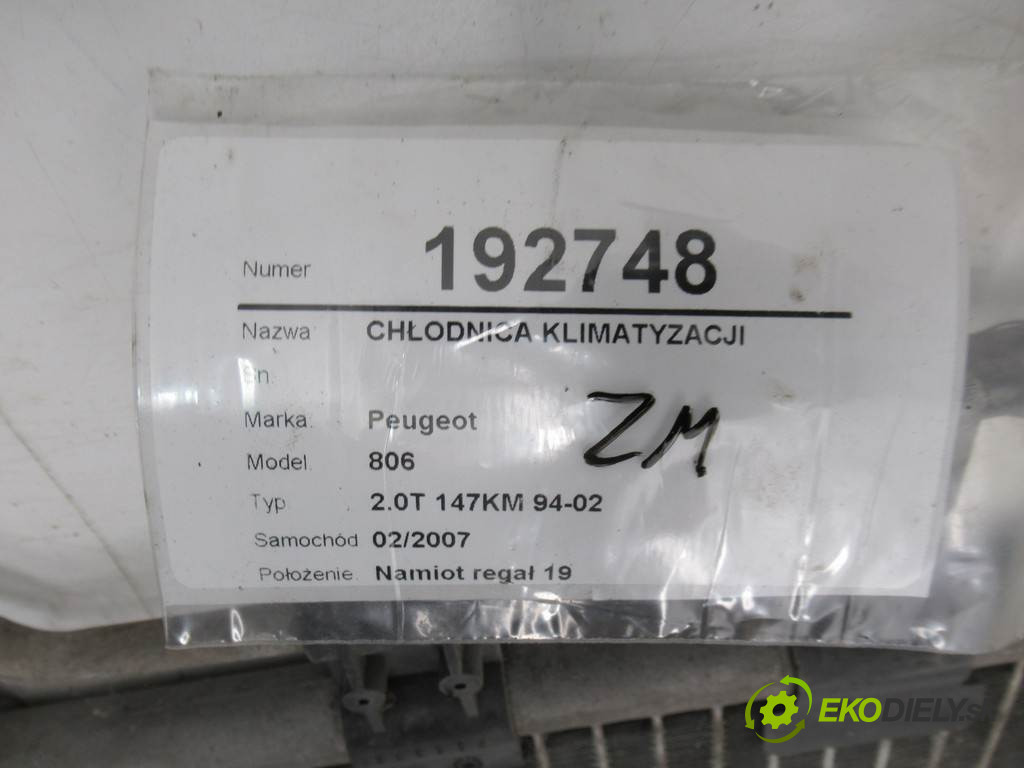 Numer 192748
Nazwa CHŁODNICA KLIMATYZACJI
Sn.
Marka. Peugeot
Model. 806
Typ 2.0T 147KM 94-02
Samochód 02/2007
Położenie. Namiot regał 19
ZM
EKODIELY.s